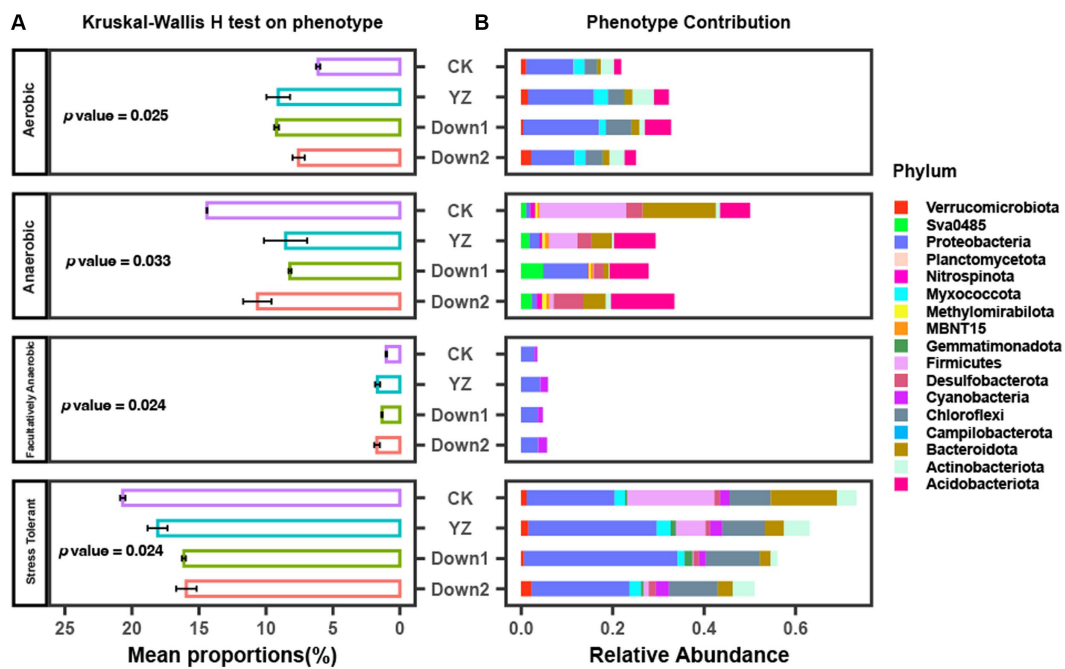 A
Kruskal-Wallis H test on phenotype
B
Phenotype Contribution
Aerobic
p value = 0.025
CK
YZ
Down1
Down2
Anaerobic
p value = 0.033
CK
YZ
Down1
Down2
Facultatively Anaerobic
p value = 0.024
CK
YZ
Down1
Down2
Stress Tolerant
p value = 0.024
CK
YZ
Down1
Down2
25 20 15 10 5 0
Mean proportions(%)
0.0 0.2 0.4 0.6
Relative Abundance
Phylum
Verrucomicrobiota
Sva0485
Proteobacteria
Planctomycetota
Nitrospinota
Myxococcota
Methylomirabilota
MBNT15
Gemmatimonadota
Firmicutes
Desulfobacterota
Cyanobacteria
Chloroflexi
Campilobacterota
Bacteroidota
Actinobacteriota
Acidobacteriota